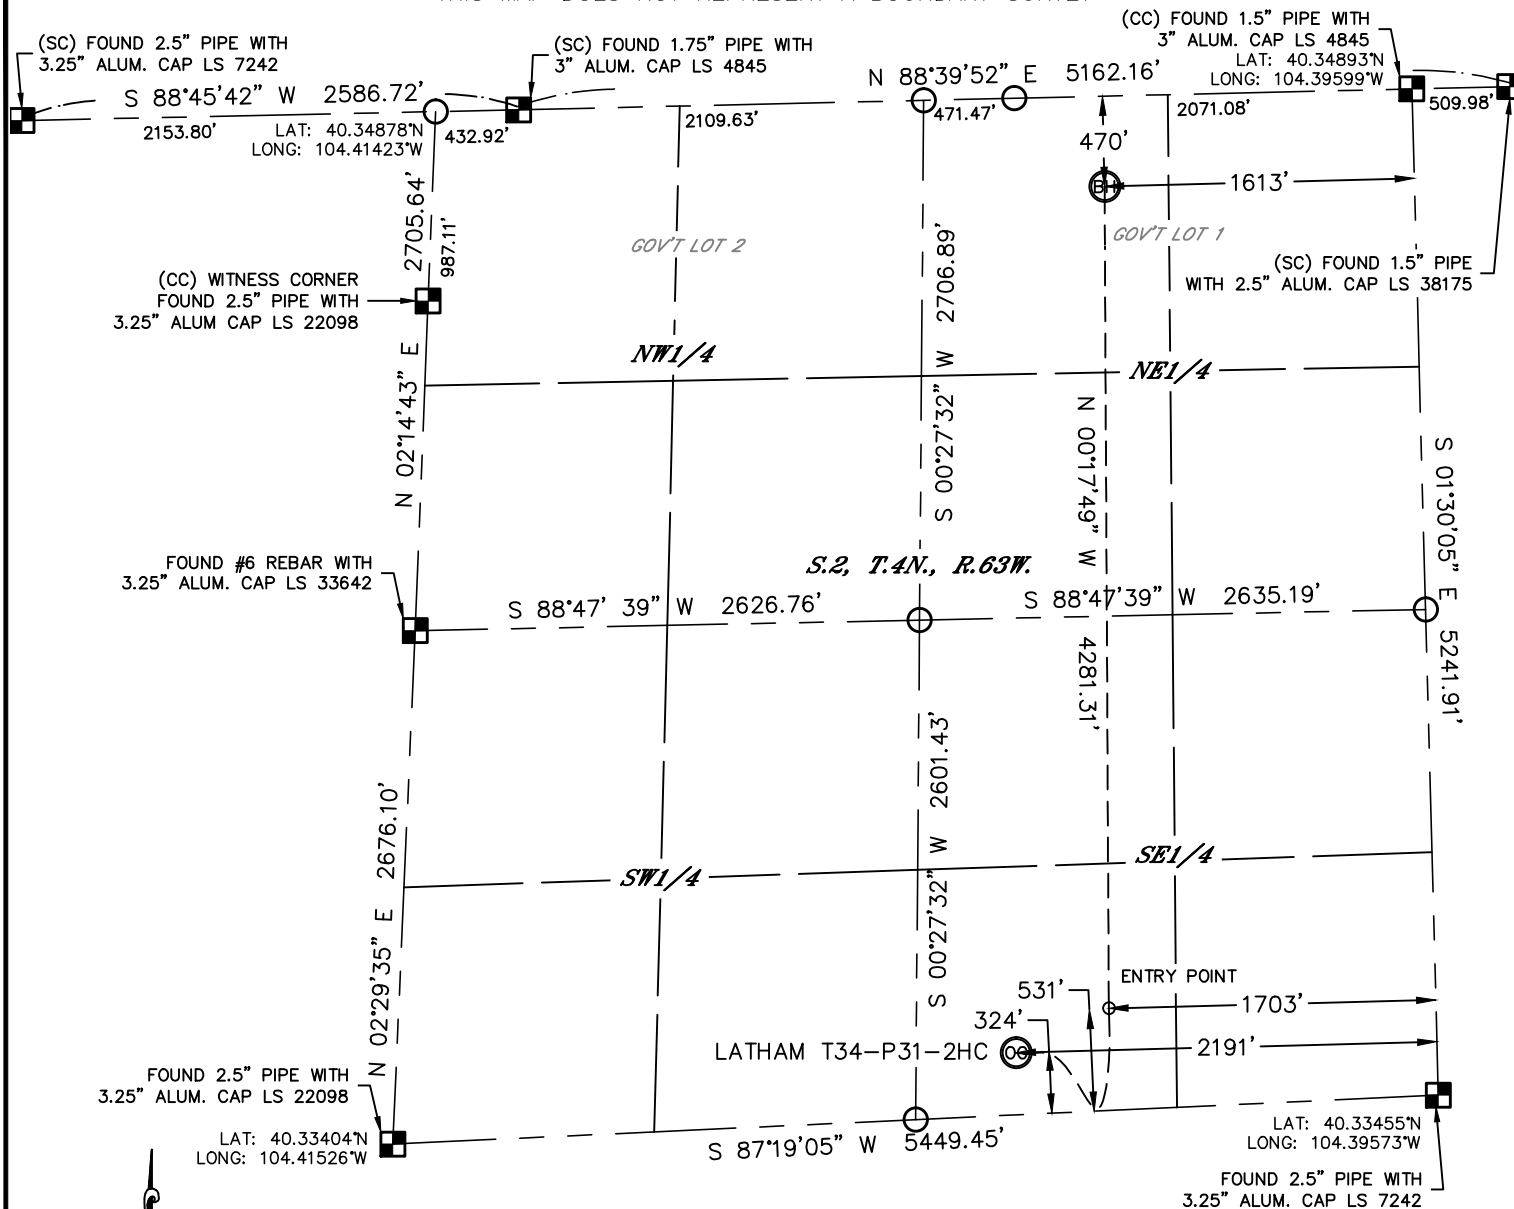 (SC) FOUND 2.5" PIPE WITH
3.25" ALUM. CAP LS 7242
(SC) FOUND 1.75" PIPE WITH
3" ALUM. CAP LS 4845
(CC) FOUND 1.5" PIPE WITH
3" ALUM. CAP LS 4845
LAT: 40.34893°N
LONG: 104.39599°W
S 88°45'42" W 2586.72'
N 88°39'52" E 5162.16'
2153.80'
LAT: 40.34878°N
LONG: 104.41423°W
432.92'
2109.63'
471.47'
2071.08'
509.98'
470'
BH
1613'
2705.64'
987.11'
GOV'T LOT 2
GOV'T LOT 1
2706.89'
(SC) FOUND 1.5" PIPE
WITH 2.5" ALUM. CAP LS 38175
(CC) WITNESS CORNER
FOUND 2.5" PIPE WITH
3.25" ALUM CAP LS 22098
NW1/4
NE1/4
N 02°14'43" E
S 00°27'32" W
N 00°17'49" W
S 01°30'05" E
FOUND #6 REBAR WITH
3.25" ALUM. CAP LS 33642
S.2, T.4N., R.63W.
S 88°47' 39" W 2626.76'
S 88°47'39" W 2635.19'
4281.31'
5241.91'
2601.43'
2676.10'
SW1/4
SE1/4
N 02°29'35" E
S 00°27'32" W
ENTRY POINT
531'
1703'
324'
LATHAM T34-P31-2HC
2191'
FOUND 2.5" PIPE WITH
3.25" ALUM. CAP LS 22098
LAT: 40.33404°N
LONG: 104.41526°W
S 87°19'05" W 5449.45'
LAT: 40.33455°N
LONG: 104.39573°W
FOUND 2.5" PIPE WITH
3.25" ALUM. CAP LS 7242